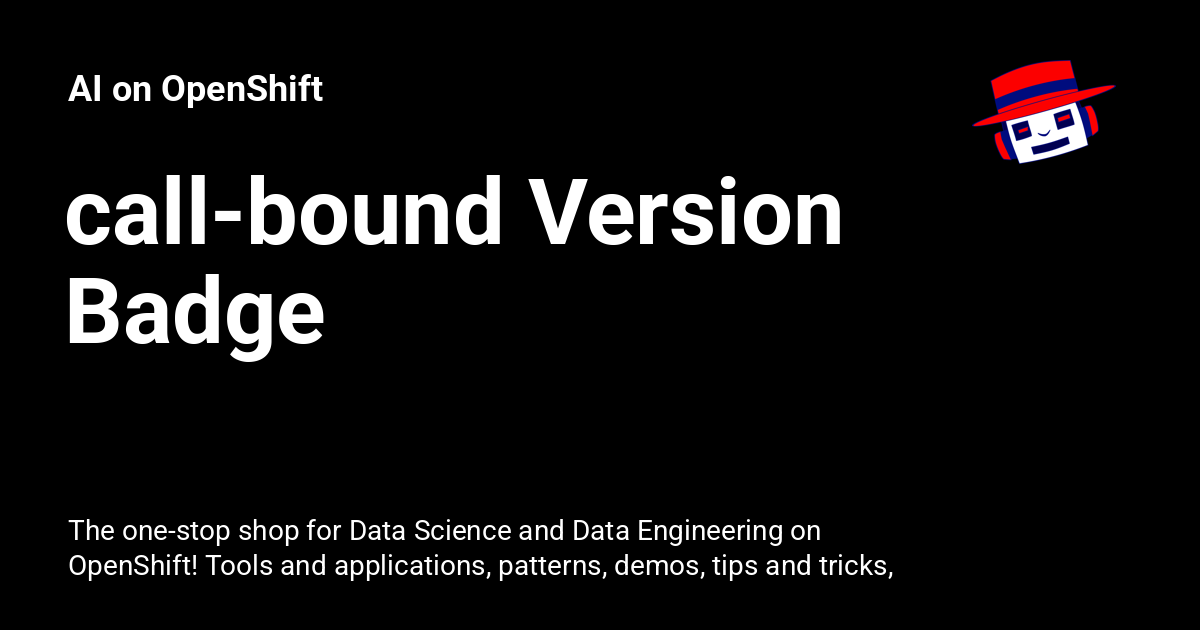 AI on OpenShift
call-bound Version
Badge
The one-stop shop for Data Science and Data Engineering on
OpenShift! Tools and applications, patterns, demos, tips and tricks,